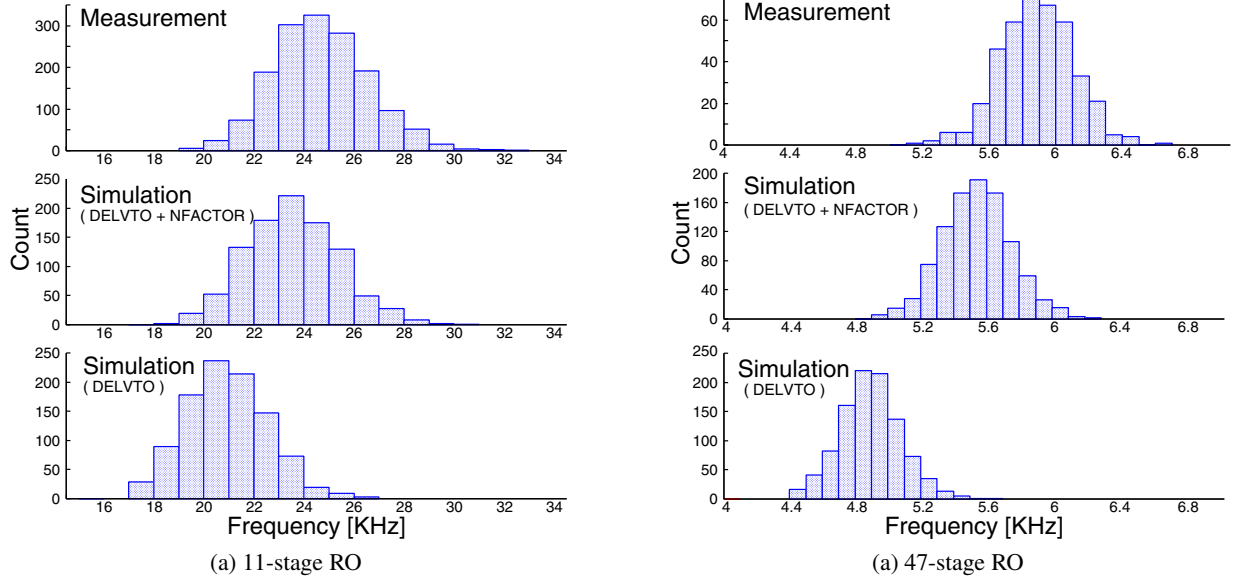 Measurement
300
200
100
0
16 18 20 22 24 26 28 30 32 34
Simulation
( DELVTO + NFACTOR )
250
200
150
100
50
0
Count
16 18 20 22 24 26 28 30 32 34
Simulation
( DELVTO )
250
200
150
100
50
0
16 18 20 22 24 26 28 30 32 34
Frequency [KHz]
(a) 11-stage RO
Measurement
60
40
20
0
4 4.4 4.8 5.2 5.6 6 6.4 6.8
Simulation
( DELVTO + NFACTOR )
200
160
120
80
40
0
Count
4 4.4 4.8 5.2 5.6 6 6.4 6.8
Simulation
( DELVTO )
250
200
150
100
50
0
4 4.4 4.8 5.2 5.6 6 6.4 6.8
Frequency [KHz]
(a) 47-stage RO